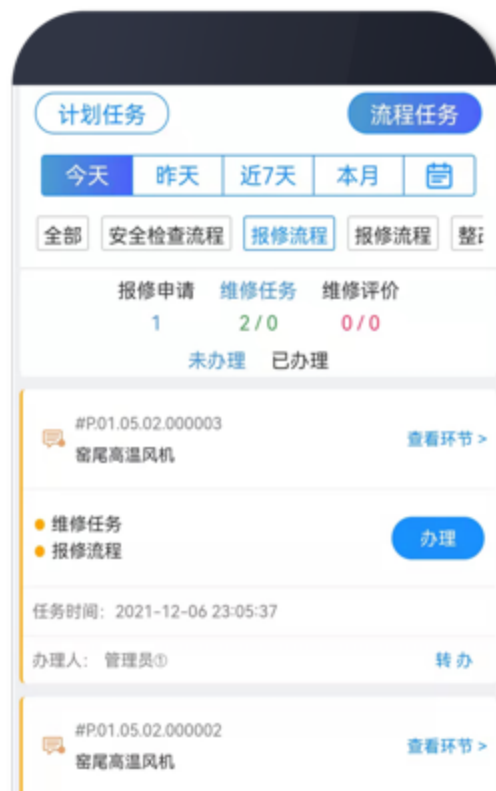 计划任务 流程任务
今天 昨天 近7天 本月
全部 安全检查流程 报修流程 报修流程
报修申请 维修任务 维修评价
1 2/0 0/0
未办理 已办理
#P.01.05.02.000003
查看环节 >
窑尾高温风机
维修任务
办理
报修流程
任务时间：2021-12-06 23:05:37
办理人： 管理员① 转办
#P.01.05.02.000002
查看环节 >
窑尾高温风机